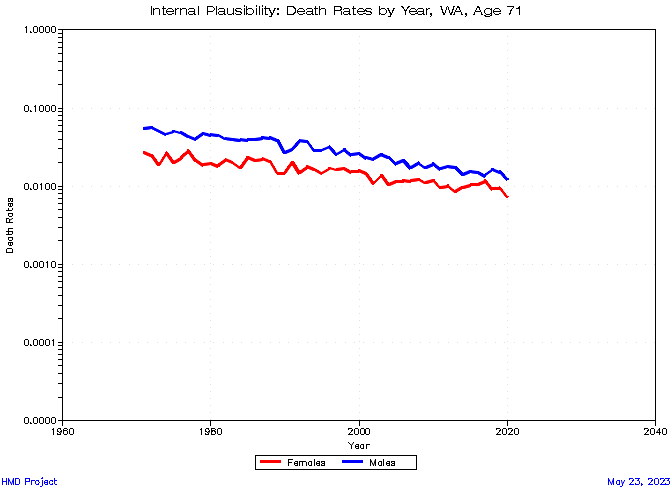 Internal Plausibility: Death Rates by Year, WA, Age 71
1.0000
0.1000
0.0100
0.0010
0.0001
0.0000
Death Rates
1960
1980
2000
2020
2040
Year
Females
Males
HMD Project
May 23, 2023